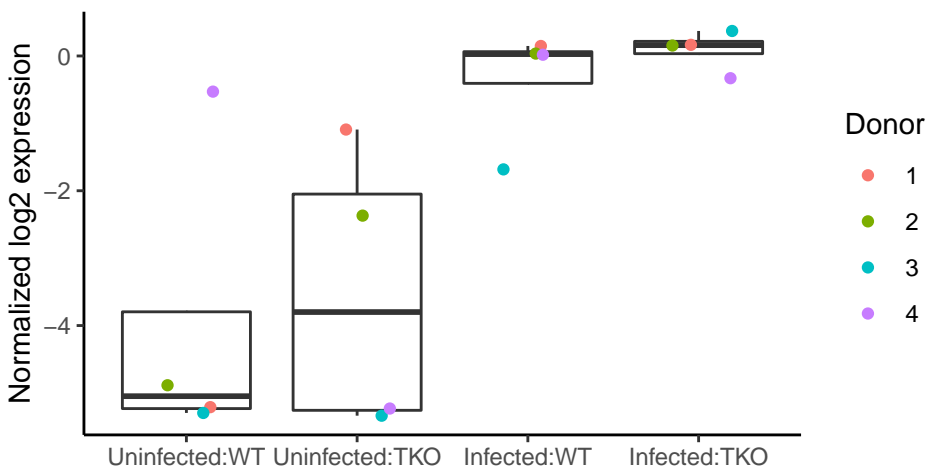 Normalized log2 expression
0
−2
−4
Uninfected:WT
Uninfected:TKO
Infected:WT
Infected:TKO
Donor
1
2
3
4